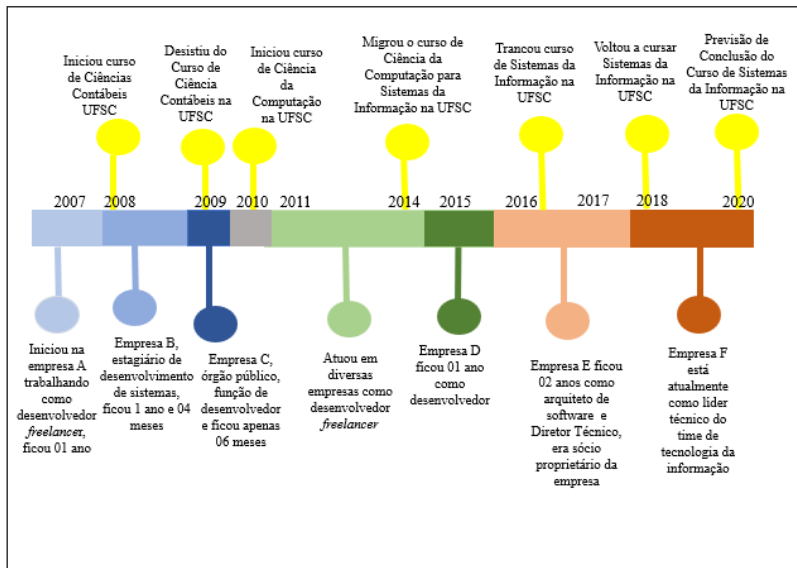 Iniciou curso
de Ciências
Contábeis
UFSC
Desistiu do
Curso de
Ciência
Contábeis na
UFSC
Iniciou curso
de Ciência
da
Computação
na UFSC
Migrou o curso de
Ciência da
Computação para
Sistemas da
Informação na UFSC
Trancou curso
de Sistemas da
Informação na
UFSC
Voltou a cursar
Sistemas da
Informação na
UFSC
Previsão de
Conclusão do
Curso de Sistemas
da Informação na
UFSC
2007 2008 2009 2010 2011 2014 2015 2016 2017 2018 2020
Iniciou na
empresa A
trabalhando
como
desenvolvedor
freelancer,
ficou 01 ano
Empresa B,
estagiário de
desenvolvimento
de sistemas,
ficou 1 ano e 04
meses
Empresa C,
órgão público,
função de
desenvolvedor
e ficou apenas
06 meses
Atuou em
diversas
empresas como
desenvolvedor
freelancer
Empresa D
ficou 01 ano
como
desenvolvedor
Empresa E ficou
02 anos como
arquiteto de
software e
Diretor Técnico,
era sócio
proprietário da
empresa
Empresa F
está
atualmente
como líder
técnico do
time de
tecnologia da
informação